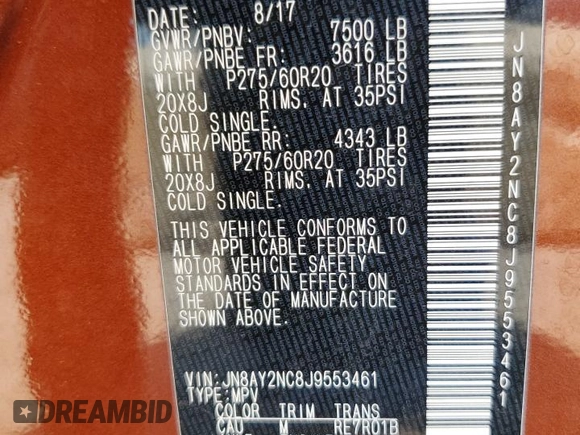 DATE: 8/17
GVWR/PNBV: 7500 LB
GAWR/PNBE FR: 3616 LB
WITH P275/60R20 TIRES
20X8J RIMS. AT 35PSI
COLD SINGLE.
GAWR/PNBE RR: 4343 LB
WITH P275/60R20 TIRES
20X8J RIMS. AT 35PSI
COLD SINGLE.
THIS VEHICLE CONFORMS TO
ALL APPLICABLE FEDERAL
MOTOR VEHICLE SAFETY
STANDARDS IN EFFECT ON
THE DATE OF MANUFACTURE
SHOWN ABOVE.
VIN:JN8AY2NC8J9553461
TYPE:MPV
COLOR TRIM TRANS
CAU M RE7R01B
JN8AY2NC8J9553461
DREAMBID